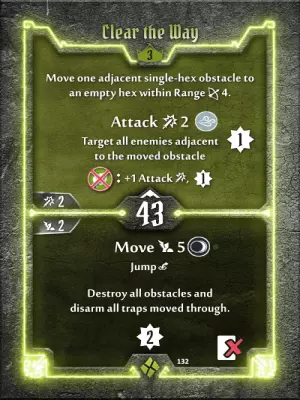 Clear the Way
3
Move one adjacent single-hex obstacle to
an empty hex within Range 4.
Attack 2
Target all enemies adjacent
to the moved obstacle
1
: +1 Attack , 1
2
43
2
Move 5
Jump
Destroy all obstacles and
disarm all traps moved through.
2
132